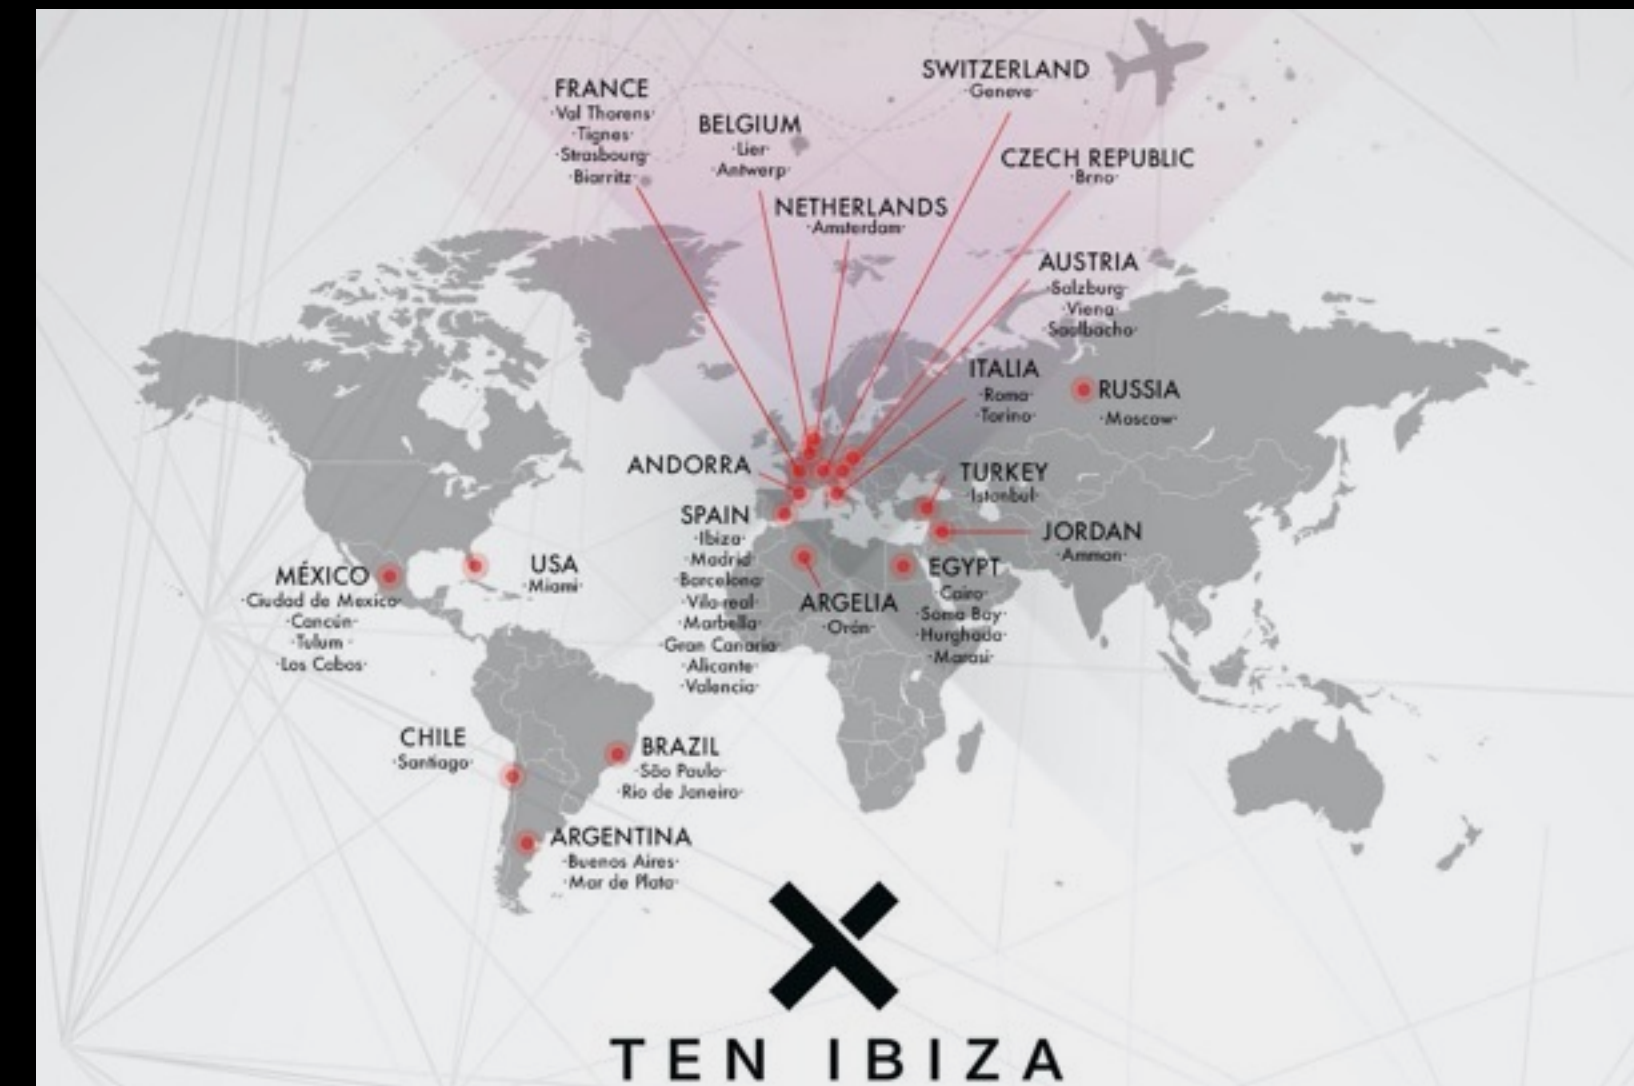 SWITZERLAND
·Geneve·
FRANCE
·Val Thorens·
·Tignes·
·Strasbourg·
·Biarritz·
BELGIUM
·Lier·
·Antwerp·
CZECH REPUBLIC
·Brno·
NETHERLANDS
·Amsterdam·
AUSTRIA
·Salzburg·
·Viena·
·Saalbacho·
ITALIA
·Roma·
·Torino·
RUSSIA
·Moscow·
ANDORRA
TURKEY
·Istanbul·
SPAIN
·Ibiza·
·Madrid·
·Barcelona·
·Vila-real·
·Marbella·
·Gran Canaria·
·Alicante·
·Valencia·
JORDAN
·Amman·
USA
·Miami·
MÉXICO
·Ciudad de Mexico·
·Cancún·
·Tulum ·
·Los Cabos·
EGYPT
·Cairo·
·Soma Bay·
·Hurghada·
·Marasi·
ARGELIA
·Orán·
CHILE
·Santiago·
BRAZIL
·São Paulo·
·Rio de Janeiro·
ARGENTINA
·Buenos Aires·
·Mar de Plata·
TEN IBIZA